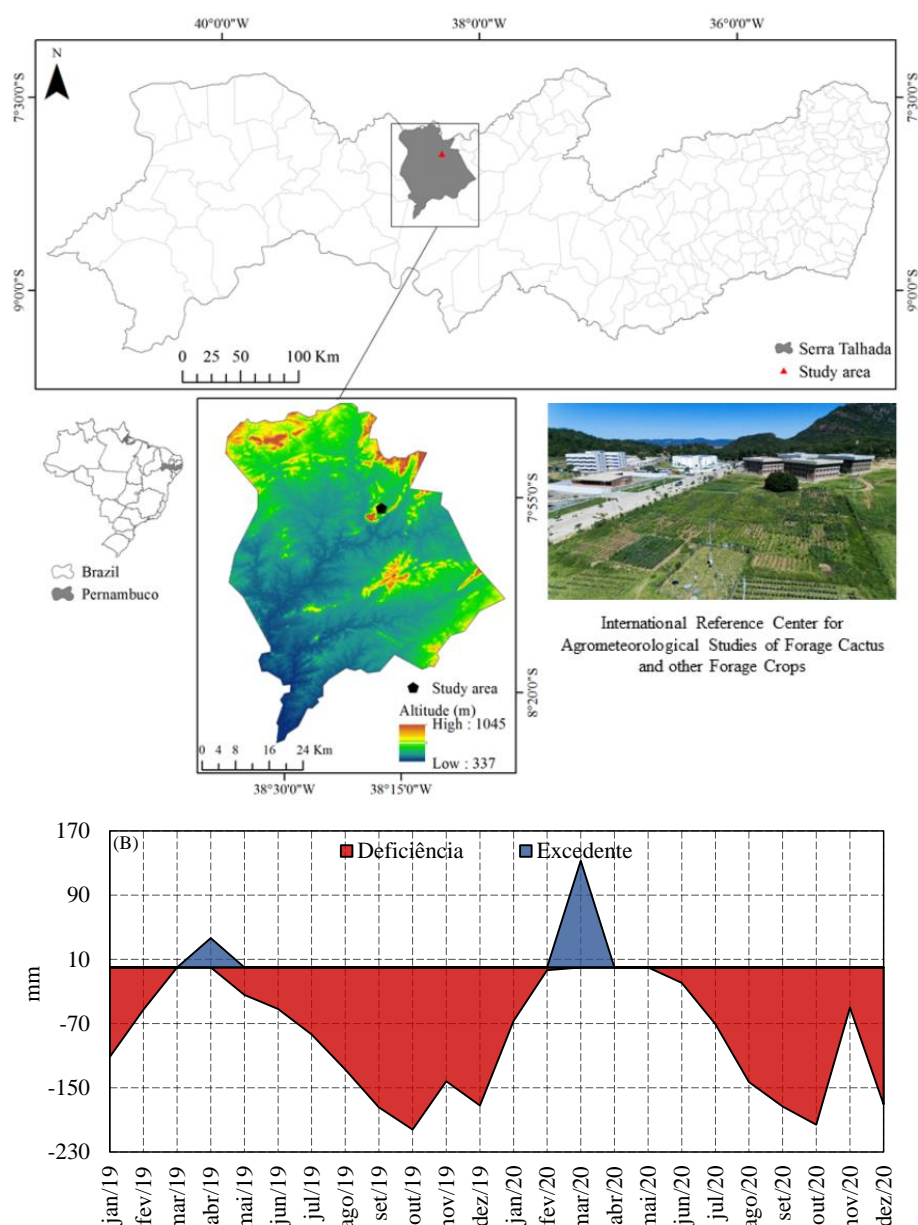 40°0'0"W 38°0'0"W 36°0'0"W
N
7°30'0"S
7°30'0"S
9°0'0"S
9°0'0"S
0 25 50 100 Km
Serra Talhada
Study area
Brazil
Pernambuco
7°55'0"S
8°20'0"S
Study area
Altitude (m)
High : 1045
Low : 337
0 4 8 16 24 Km
38°30'0"W 38°15'0"W
International Reference Center for
Agrometeorological Studies of Forage Cactus
and other Forage Crops
(B)
Deficiência Excedente
mm
170
90
10
-70
-150
-230
jan/19 fev/19 mar/19 abr/19 mai/19 jun/19 jul/19 ago/19 set/19 out/19 nov/19 dez/19 jan/20 fev/20 mar/20 abr/20 mai/20 jun/20 jul/20 ago/20 set/20 out/20 nov/20 dez/20